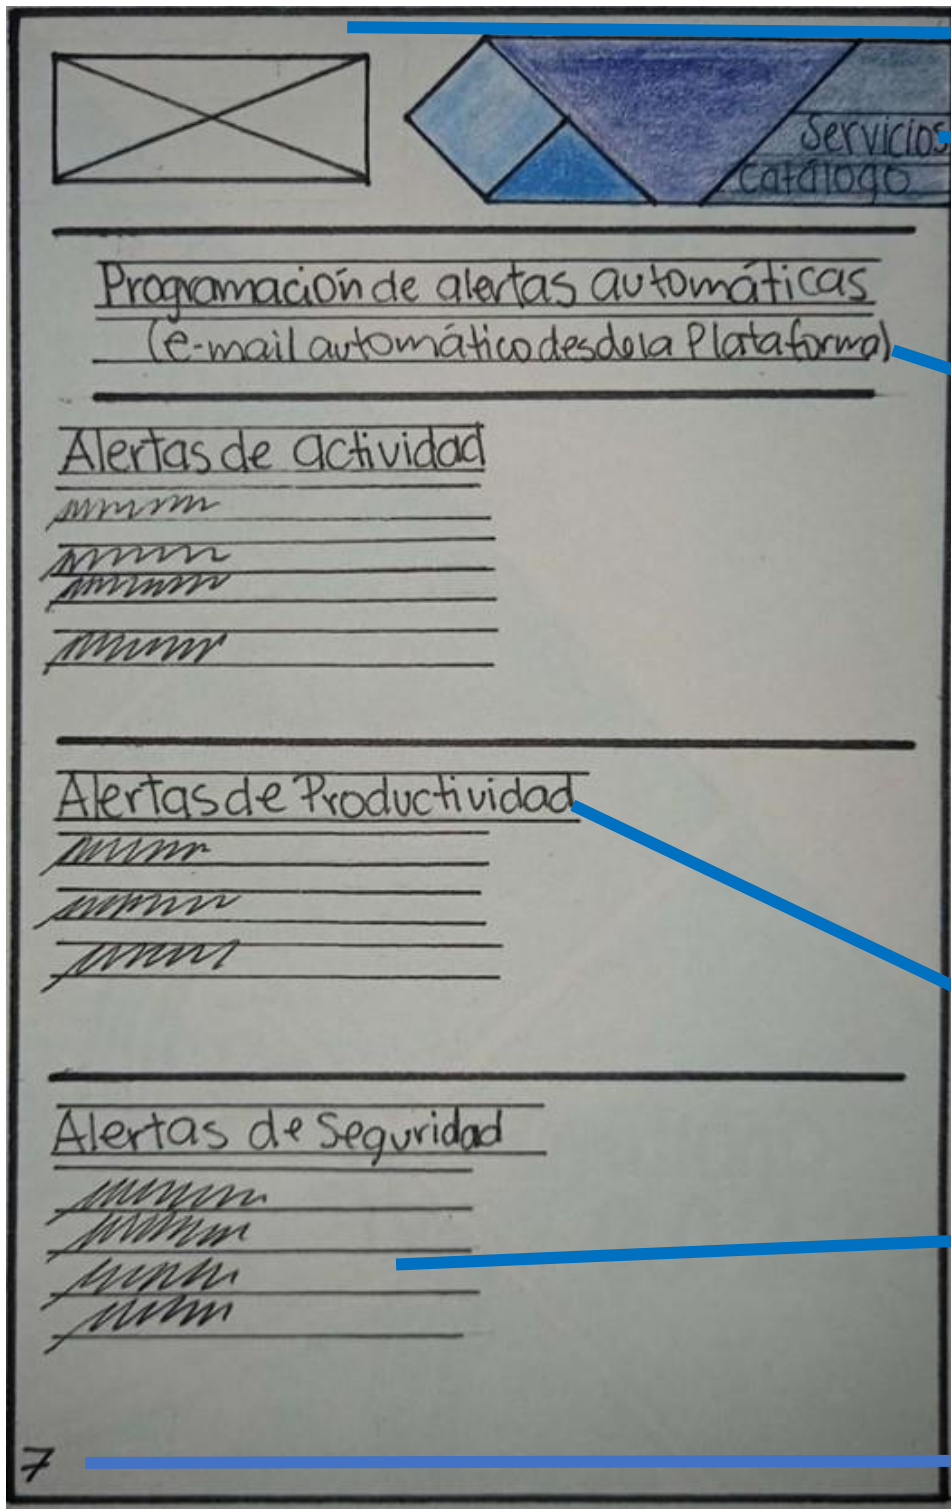 Servicios
Catálogo
Programación de alertas automáticas
(e-mail automático desde la Plataforma)
Alertas de actividad
Alertas de Productividad
Alertas de Seguridad
7